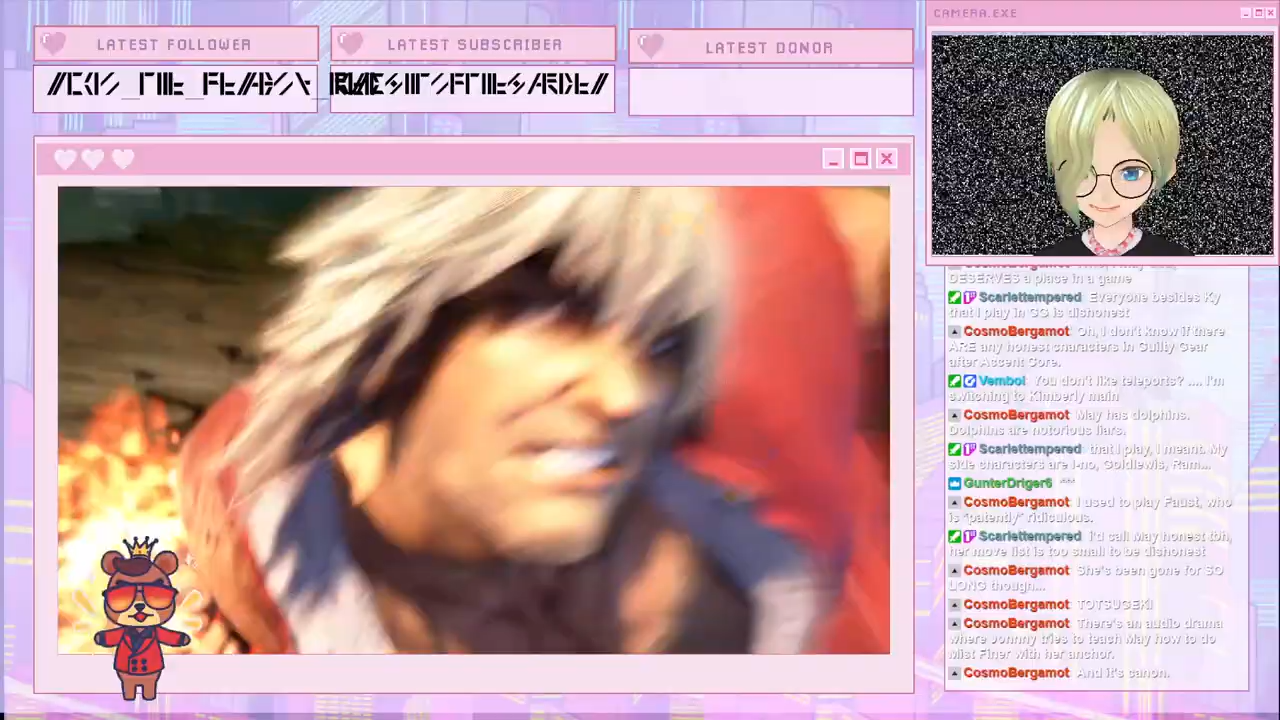 LATEST FOLLOWER
LATEST SUBSCRIBER
LATEST DONOR
CAMERA.EXE
DESERVES a place in a game
Scarlettempered Everyone besides Ky
that I play in GG is dishonest
CosmoBergamot Oh, I don't know if there
ARE any honest characters in Guilty Gear
after Accent Core.
Vembol You don't like teleports? .... I'm
switching to Kimberly main
CosmoBergamot May has dolphins.
Dolphins are notorious liars.
Scarlettempered that I play, I meant. My
side characters are I-no, Goldlewis, Ram...
GunterDriger6 ^^^
CosmoBergamot I used to play Faust, who
is *patently* ridiculous.
Scarlettempered I'd call May honest tbh,
her move list is too small to be dishonest
CosmoBergamot She's been gone for SO
LONG though...
CosmoBergamot TOTSUGEKI
CosmoBergamot There's an audio drama
where Johnny tries to teach May how to do
Mist Finer with her anchor.
CosmoBergamot And it's canon.